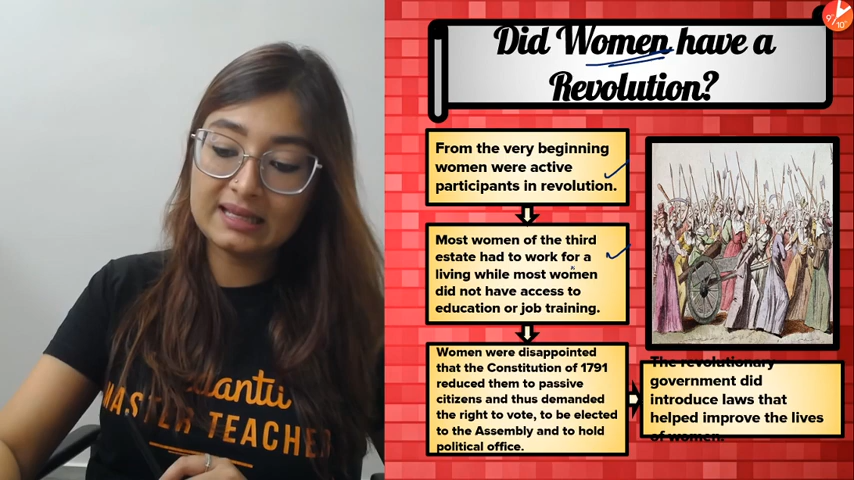 Did Women have a
Revolution?
From the very beginning
women were active
participants in revolution.
Most women of the third
estate had to work for a
living while most women
did not have access to
education or job training.
Women were disappointed
that the Constitution of 1791
reduced them to passive
citizens and thus demanded
the right to vote, to be elected
to the Assembly and to hold
political office.
The revolutionary
government did
introduce laws that
helped improve the lives
of women.
MASTER TEACHER